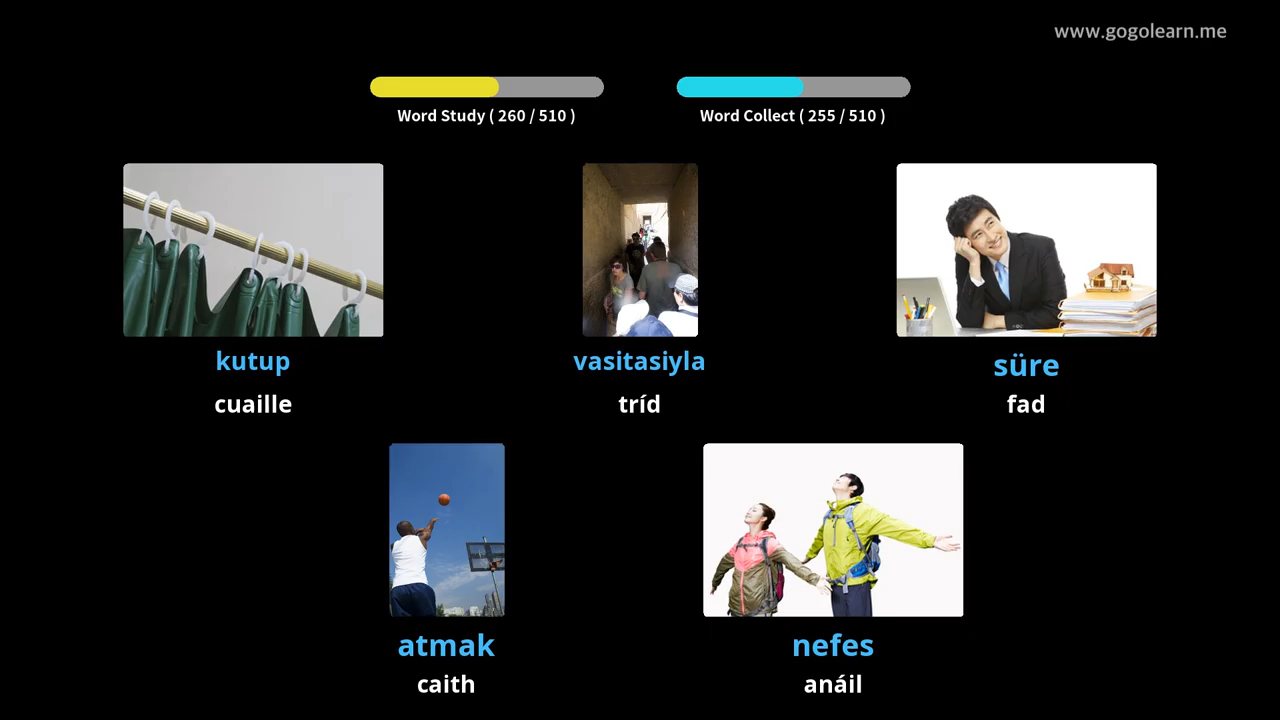 www.gogolearn.me
Word Study ( 260 / 510 )
Word Collect ( 255 / 510 )
kutup
cuaille
vasitasiyla
tríd
süre
fad
atmak
caith
nefes
anáil